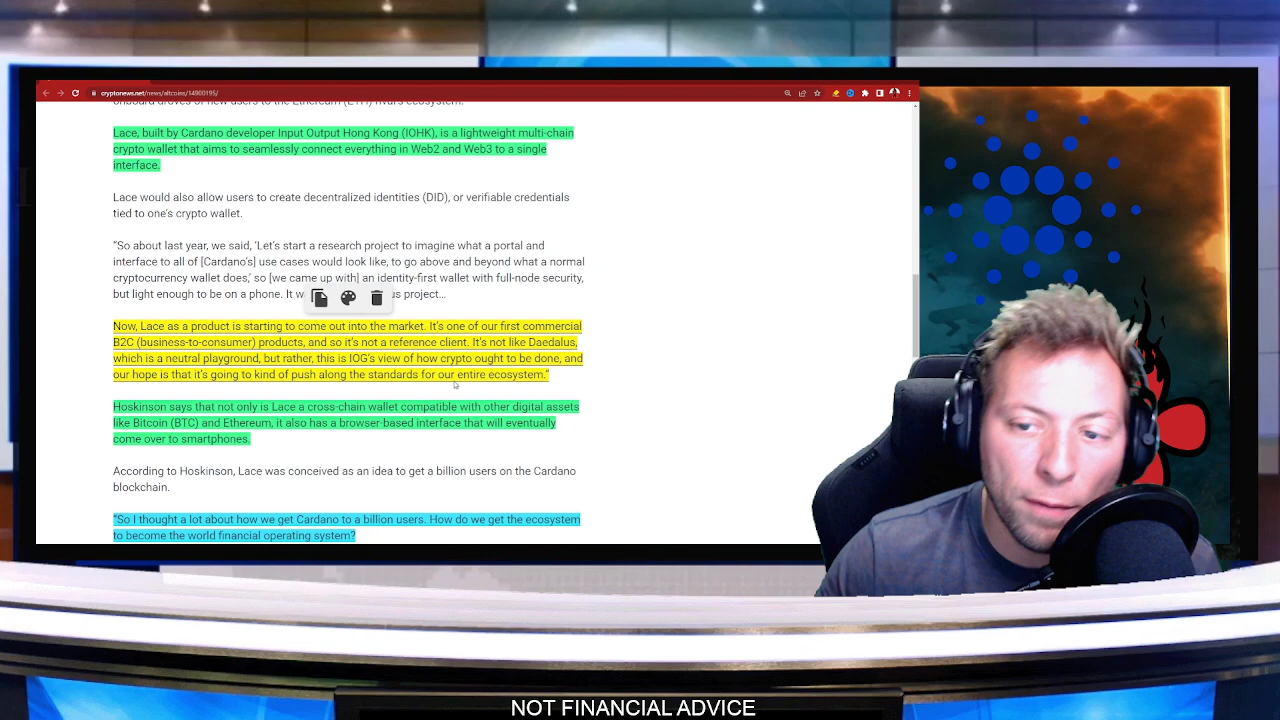 cryptonews.net/news/altcoins/14900195/
onboard droves of new users to the Ethereum (ETH) rival's ecosystem.
Lace, built by Cardano developer Input Output Hong Kong (IOHK), is a lightweight multi-chain
crypto wallet that aims to seamlessly connect everything in Web2 and Web3 to a single
interface.
Lace would also allow users to create decentralized identities (DID), or verifiable credentials
tied to one's crypto wallet.
“So about last year, we said, ‘Let's start a research project to imagine what a portal and
interface to all of [Cardano's] use cases would look like, to go above and beyond what a normal
cryptocurrency wallet does,’ so [we came up with] an identity-first wallet with full-node security,
but light enough to be on a phone. It w us project…
Now, Lace as a product is starting to come out into the market. It's one of our first commercial
B2C (business-to-consumer) products, and so it's not a reference client. It's not like Daedalus,
which is a neutral playground, but rather, this is IOG's view of how crypto ought to be done, and
our hope is that it's going to kind of push along the standards for our entire ecosystem.”
Hoskinson says that not only is Lace a cross-chain wallet compatible with other digital assets
like Bitcoin (BTC) and Ethereum, it also has a browser-based interface that will eventually
come over to smartphones.
According to Hoskinson, Lace was conceived as an idea to get a billion users on the Cardano
blockchain.
“So I thought a lot about how we get Cardano to a billion users. How do we get the ecosystem
to become the world financial operating system?
NOT FINANCIAL ADVICE